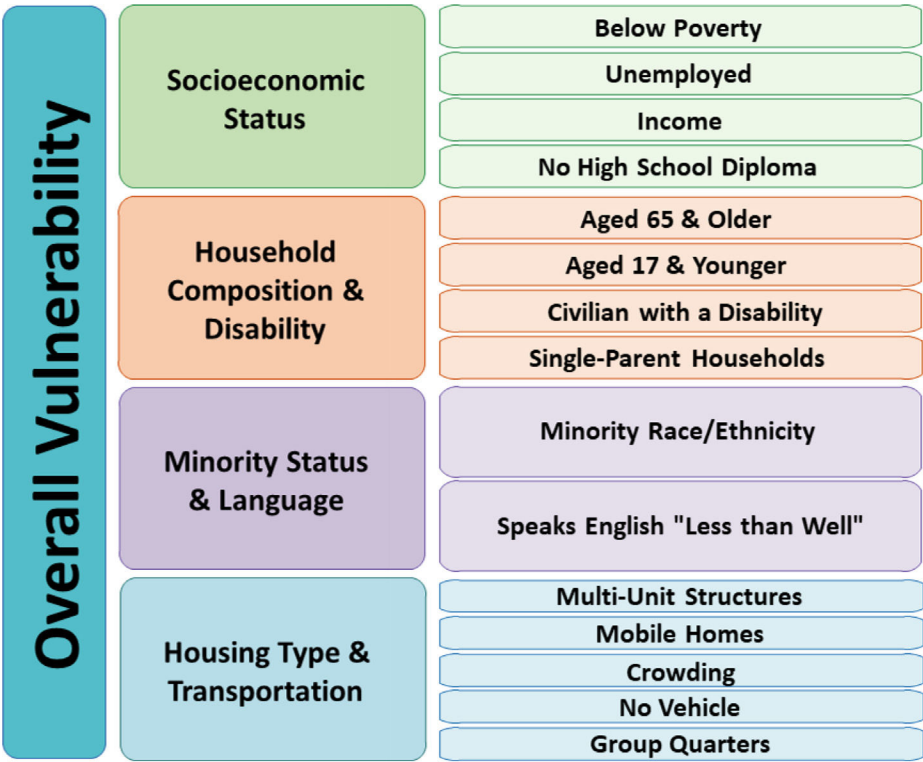 Overall Vulnerability
Socioeconomic
Status
Below Poverty
Unemployed
Income
No High School Diploma
Household
Composition &
Disability
Aged 65 & Older
Aged 17 & Younger
Civilian with a Disability
Single-Parent Households
Minority Status
& Language
Minority Race/Ethnicity
Speaks English "Less than Well"
Housing Type &
Transportation
Multi-Unit Structures
Mobile Homes
Crowding
No Vehicle
Group Quarters